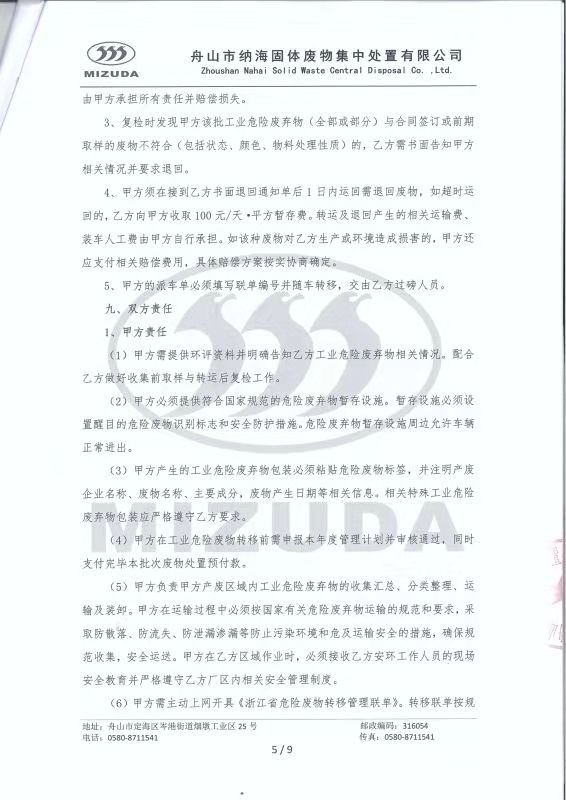 MIZUDA
舟山市纳海固体废物集中处置有限公司
Zhoushan Nahai Solid Waste Central Disposal Co. ,Ltd.
由甲方承担所有责任并赔偿损失。
3、复检时发现甲方该批工业危险废弃物（全部或部分）与合同签订或前期
取样的废物不符合（包括状态、颜色、物料处理性质）的，乙方需书面告知甲方
相关情况并要求退回。
4、甲方须在接到乙方书面退回通知单后 1 日内运回需退回废物，如超时运
回的，乙方向甲方收取 100 元/天·平方暂存费。转运及退回产生的相关运输费、
装车人工费由甲方自行承担。如该种废物对乙方生产或环境造成损害的，甲方还
应支付相关赔偿费用，具体赔偿方案按实协商确定。
5、甲方的派车单必须填写联单编号并随车转移，交由乙方过磅人员。
九、双方责任
1、甲方责任
（1）甲方需提供环评资料并明确告知乙方工业危险废弃物相关情况。配合
乙方做好收集前取样与转运后复检工作。
（2）甲方必须提供符合国家规范的危险废弃物暂存设施。暂存设施必须设
置醒目的危险废物识别标志和安全防护措施。危险废弃物暂存设施周边允许车辆
正常进出。
（3）甲方产生的工业危险废弃物包装必须粘贴危险废物标签，并注明产废
企业名称、废物名称、主要成分，废物产生日期等相关信息。相关特殊工业危险
废弃物包装应严格遵守乙方要求。
MIZUDA
（4）甲方在工业危险废物转移前需申报本年度管理计划并审核通过，同时
支付完毕本批次废物处置预付款。
（5）甲方负责甲方产废区域内工业危险废弃物的收集汇总、分类整理、运
输及装卸。甲方在运输过程中必须按国家有关危险废弃物运输的规范和要求，采
取防散落、防流失、防泄漏渗漏等防止污染环境和危及运输安全的措施，确保规
范收集，安全运送。甲方在乙方区域作业时，必须接收乙方安环工作人员的现场
安全教育并严格遵守乙方厂区内相关安全管理制度。
（6）甲方需主动上网开具《浙江省危险废物转移管理联单》。转移联单按规
地址：舟山市定海区岑港街道烟墩工业区 25 号 邮政编码：316054
电话：0580-8711541 传真：0580-8711541
5 / 9